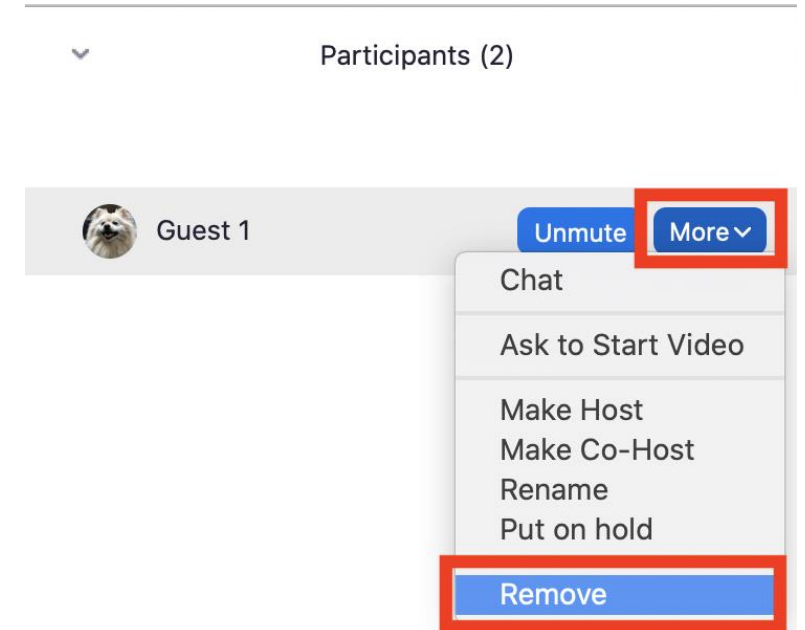 Participants (2)
Guest 1
Unmute
More
Chat
Ask to Start Video
Make Host
Make Co-Host
Rename
Put on hold
Remove